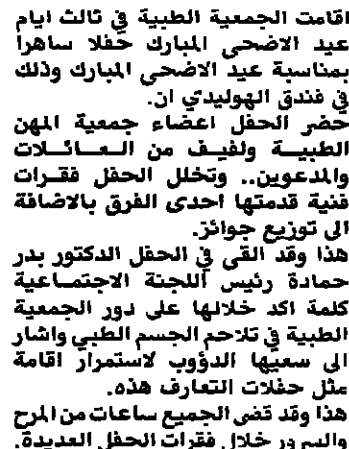 اقامت الجمعية الطبية في ثالث ايام
عيد الاضحى المبارك حفلا ساهرا
بمناسبة عيد الاضحى المبارك وذلك
في فندق الهوليدي ان.
حضر الحفل اعضاء جمعية المهن
الطبية ولفيف من العائلات
والمدعوين.. وتخلل الحفل فقرات
فنية قدمتها احدى الفرق بالاضافة
الى توزيع جوائز.
هذا وقد القى في الحفل الدكتور بدر
حمادة رئيس اللجنة الاجتماعية
كلمة اكد خلالها على دور الجمعية
الطبية في تلاحم الجسم الطبي واشار
الى سعيها الدؤوب لاستمرار اقامة
مثل حفلات التعارف هذه.
هذا وقد قضى الجميع ساعات من المرح
والسرور خلال فقرات الحفل العديدة.